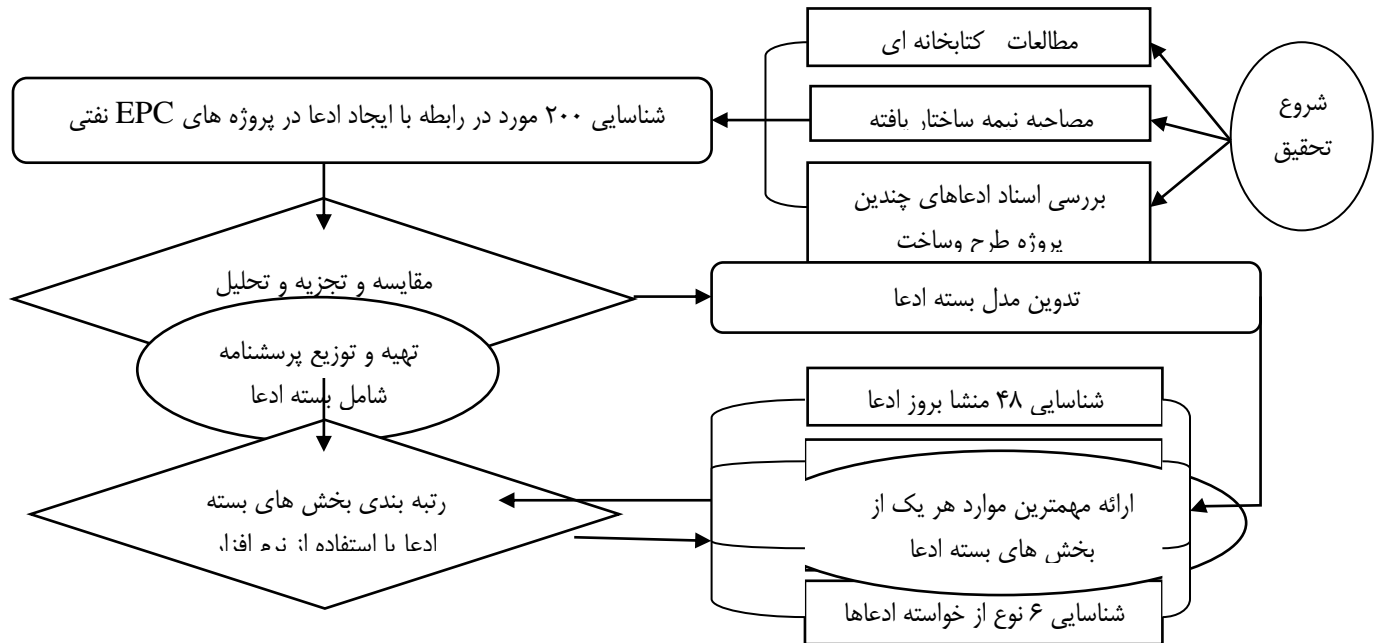 شروع
تحقیق
مطالعات کتابخانه ای
مصاحبه نیمه ساختار یافته
بررسی اسناد ادعاهای چندین
پروژه طرح وساخت
شناسایی ۲۰۰ مورد در رابطه با ایجاد ادعا در پروژه های EPC نفتی
مقایسه و تجزیه و تحلیل
تدوین مدل بسته ادعا
تهیه و توزیع پرسشنامه
شامل بسته ادعا
شناسایی ۴۸ منشا بروز ادعا
ارائه مهمترین موارد هر یک از
بخش های بسته ادعا
شناسایی ۶ نوع از خواسته ادعاها
رتبه بندی بخش های بسته
ادعا با استفاده از نرم افزار